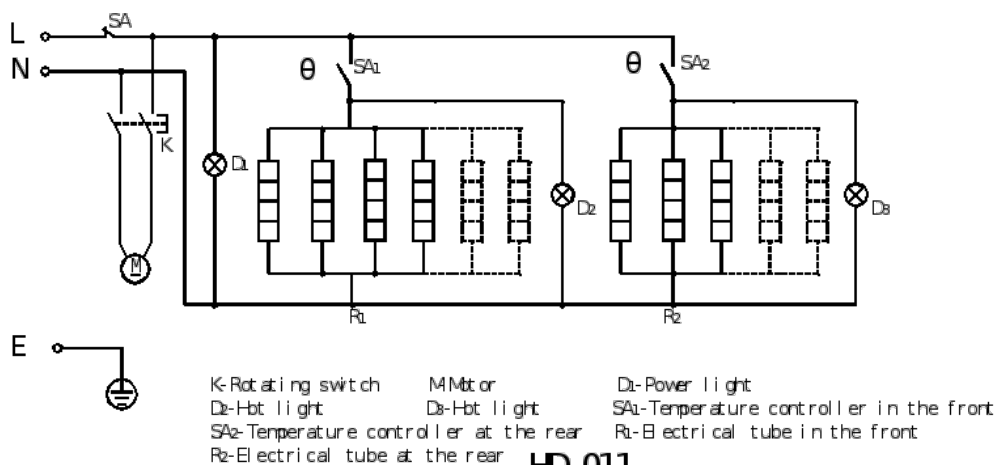 L SA
N θ SA1 θ SA2
K
D1 D2 D3
M
R1 R2
E
K-Rotating switch M-Motor D1-Power light
D2-Hot light D3-Hot light SA1-Temperature controller in the front
SA2-Temperature controller at the rear R1-Electrical tube in the front
R2-Electrical tube at the rear HD-011